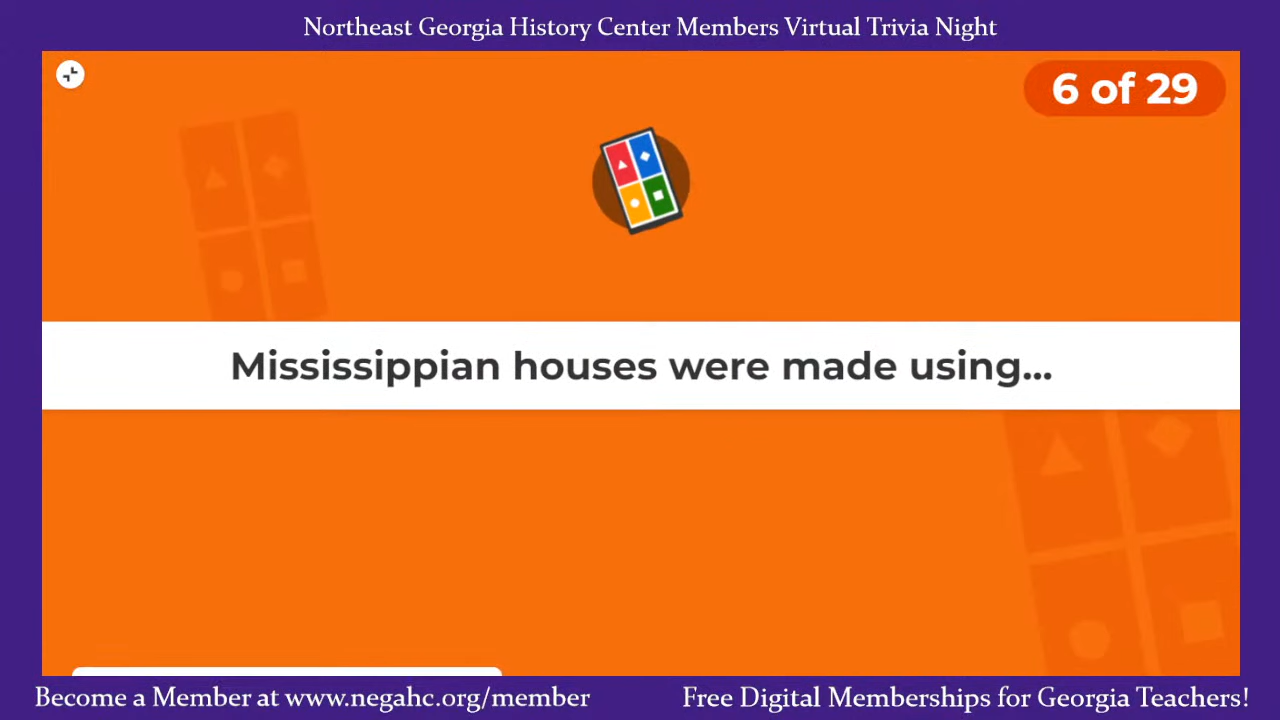 Northeast Georgia History Center Members Virtual Trivia Night
6 of 29
Mississippian houses were made using...
Become a Member at www.negahc.org/member
Free Digital Memberships for Georgia Teachers!